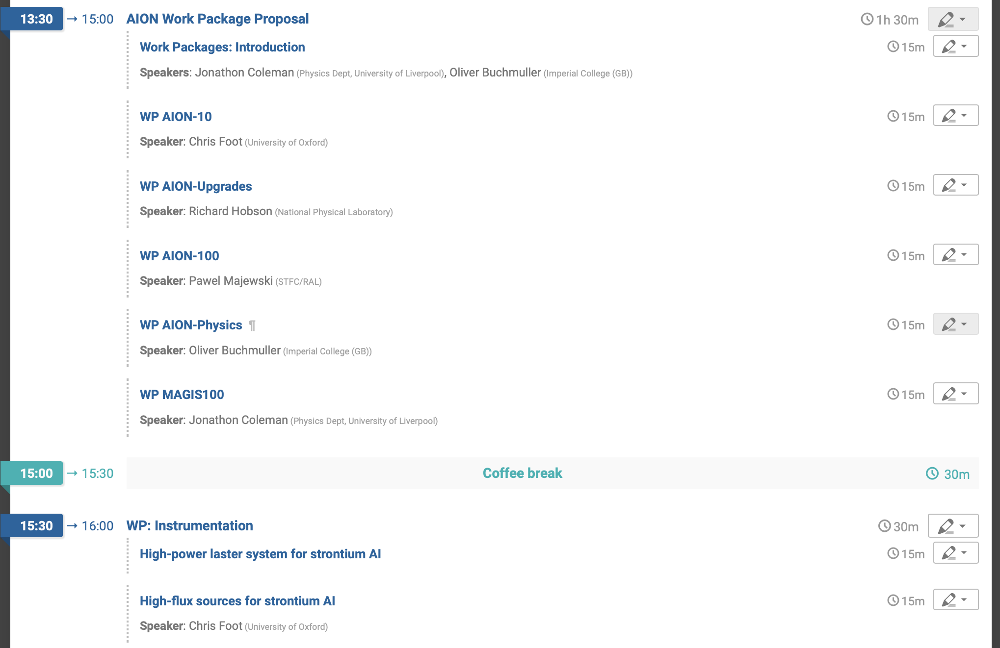 13:30 → 15:00 AION Work Package Proposal 1h 30m
Work Packages: Introduction 15m
Speakers: Jonathon Coleman (Physics Dept, University of Liverpool), Oliver Buchmuller (Imperial College (GB))
WP AION-10 15m
Speaker: Chris Foot (University of Oxford)
WP AION-Upgrades 15m
Speaker: Richard Hobson (National Physical Laboratory)
WP AION-100 15m
Speaker: Pawel Majewski (STFC/RAL)
WP AION-Physics ¶ 15m
Speaker: Oliver Buchmuller (Imperial College (GB))
WP MAGIS100 15m
Speaker: Jonathon Coleman (Physics Dept, University of Liverpool)
15:00 → 15:30 Coffee break 30m
15:30 → 16:00 WP: Instrumentation 30m
High-power laster system for strontium AI 15m
High-flux sources for strontium AI 15m
Speaker: Chris Foot (University of Oxford)